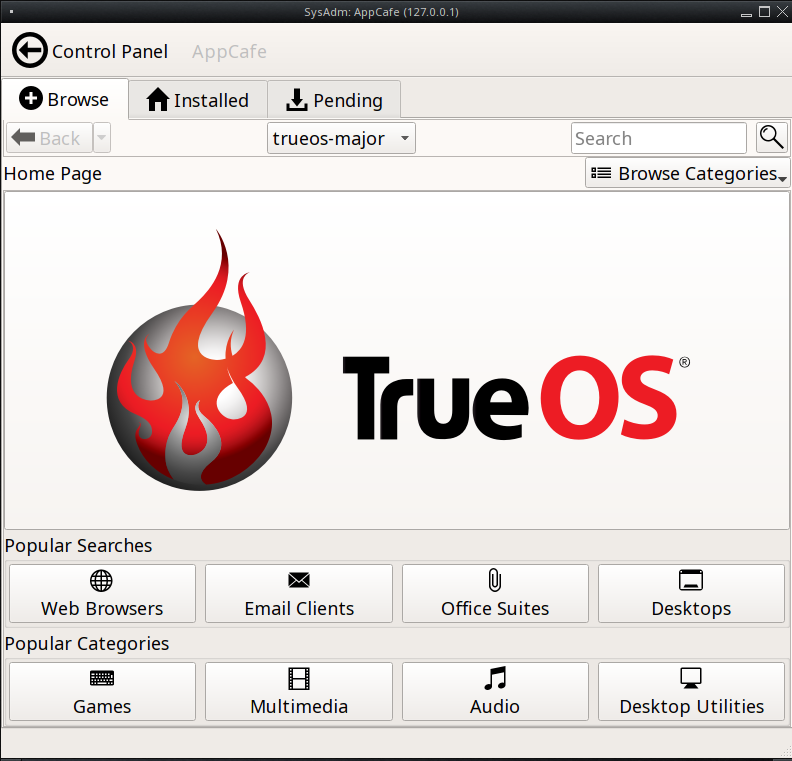 SysAdm: AppCafe (127.0.0.1)
Control Panel AppCafe
Browse Installed Pending
Back trueos-major Search
Home Page Browse Categories
TrueOS®
Popular Searches
Web Browsers Email Clients Office Suites Desktops
Popular Categories
Games Multimedia Audio Desktop Utilities